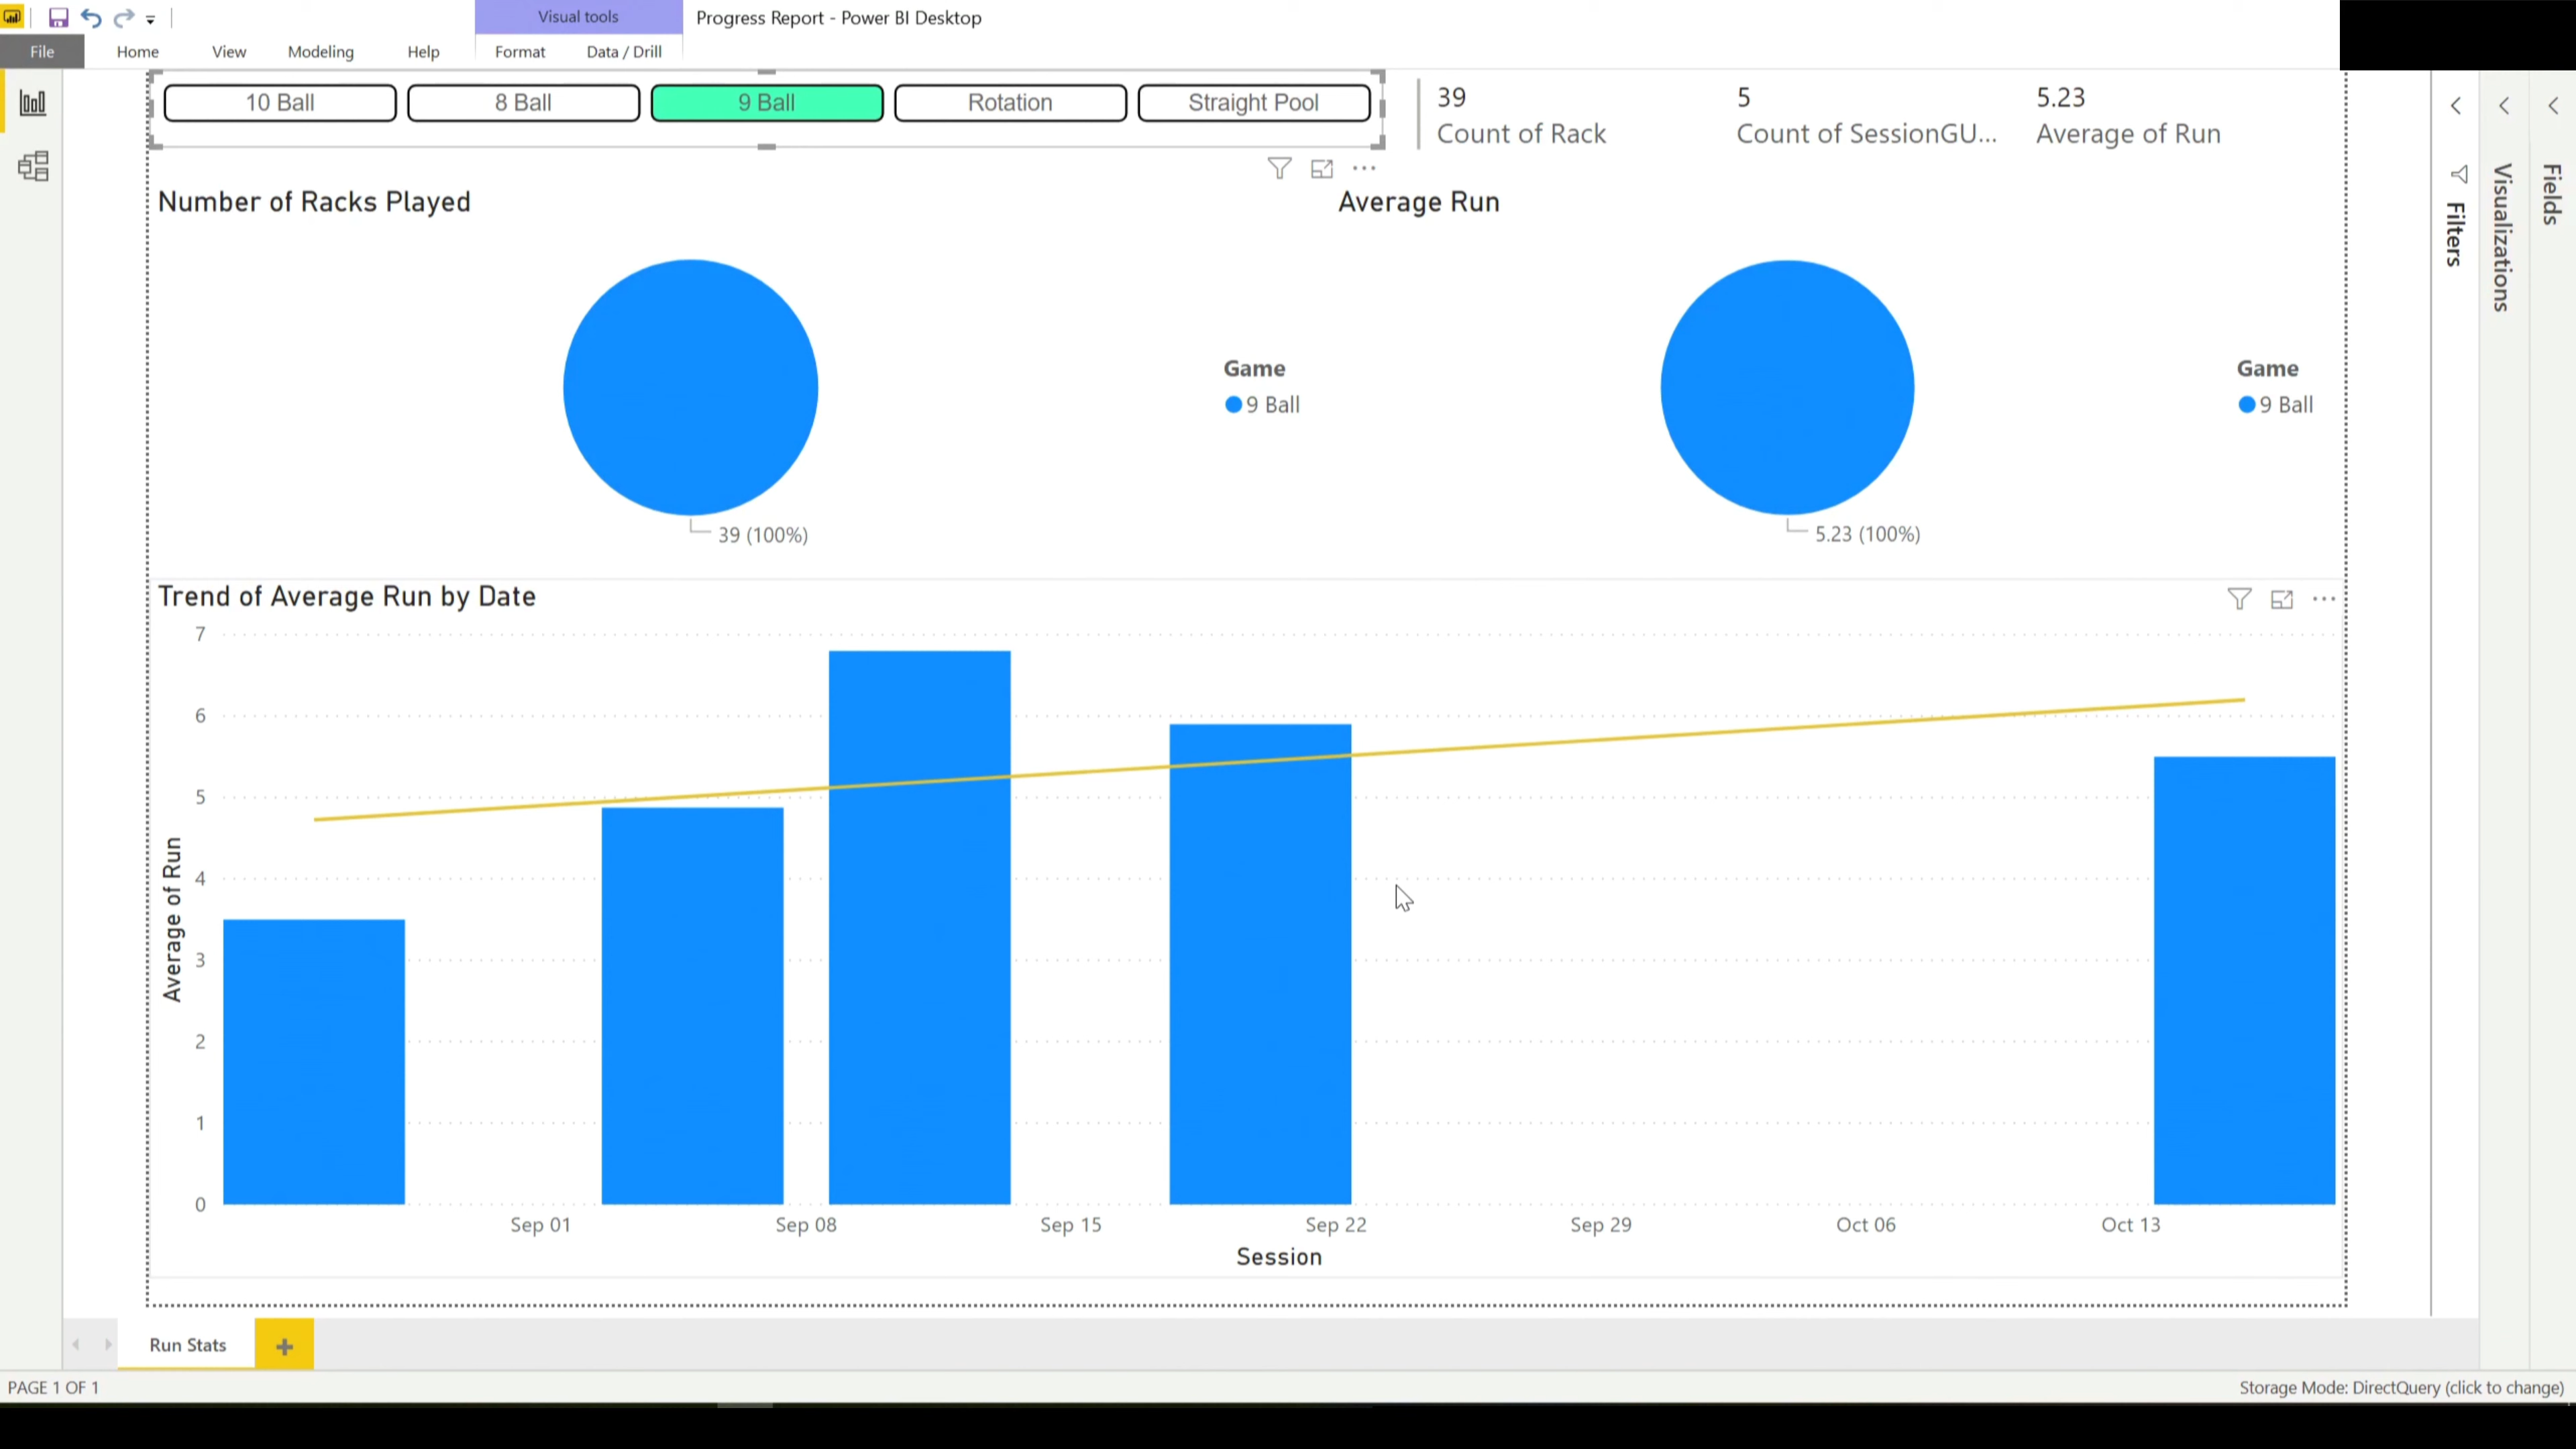 Visual tools
Progress Report - Power BI Desktop
File
Home
View
Modeling
Help
Format
Data / Drill
10 Ball
8 Ball
9 Ball
Rotation
Straight Pool
39
Count of Rack
5
Count of SessionGU...
5.23
Average of Run
Filters
Visualizations
Fields
Number of Racks Played
39 (100%)
Game
9 Ball
Average Run
5.23 (100%)
Game
9 Ball
Trend of Average Run by Date
7
6
5
4
3
2
1
0
Average of Run
Sep 01
Sep 08
Sep 15
Sep 22
Sep 29
Oct 06
Oct 13
Session
Run Stats
PAGE 1 OF 1
Storage Mode: DirectQuery (click to change)